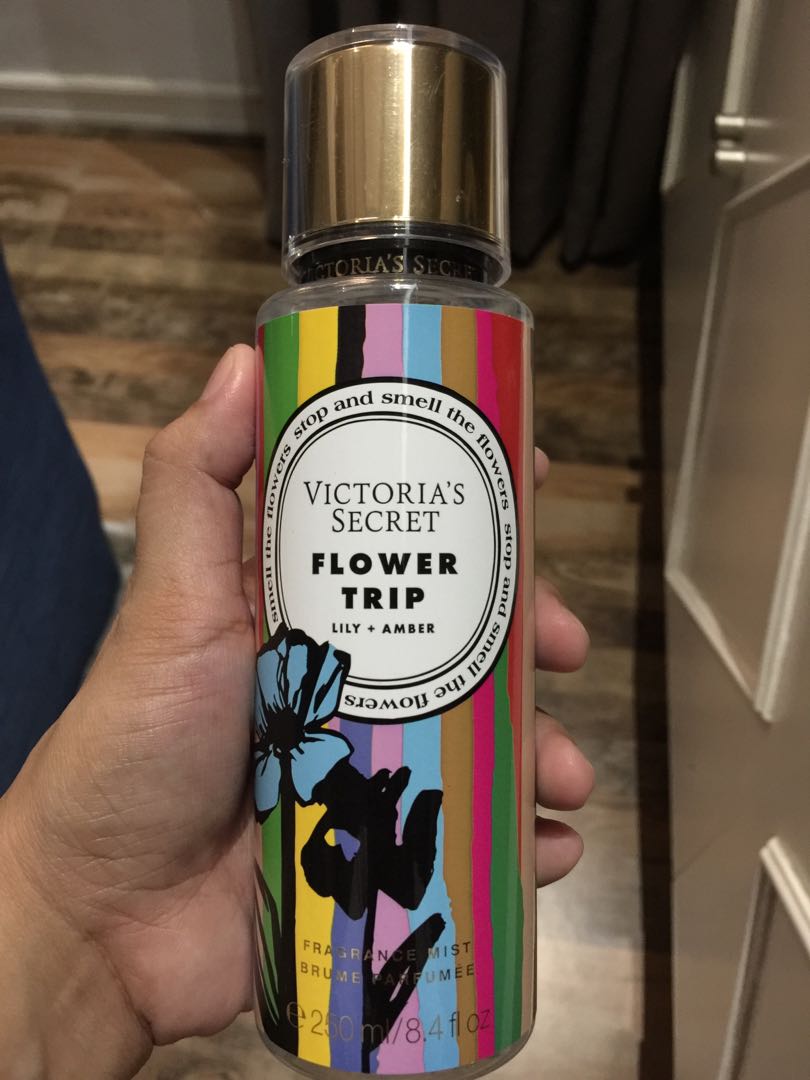 VICTORIA'S SECRET
stop and smell the flowers stop and smell the flowers
smell the flowers
VICTORIA'S
SECRET
FLOWER
TRIP
LILY + AMBER
FRAGRANCE MIST
BRUME PARFUMÉE
e 250 ml/8.4 fl oz